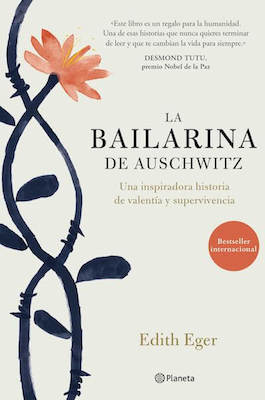 «Este libro es un regalo para la humanidad.
Una de esas historias que nunca quieres terminar
de leer y que te cambian la vida para siempre.»
DESMOND TUTU,
premio Nobel de la Paz
LA
BAILARINA
DE AUSCHWITZ
Una inspiradora historia
de valentía y supervivencia
Bestseller
internacional
Edith Eger
Planeta